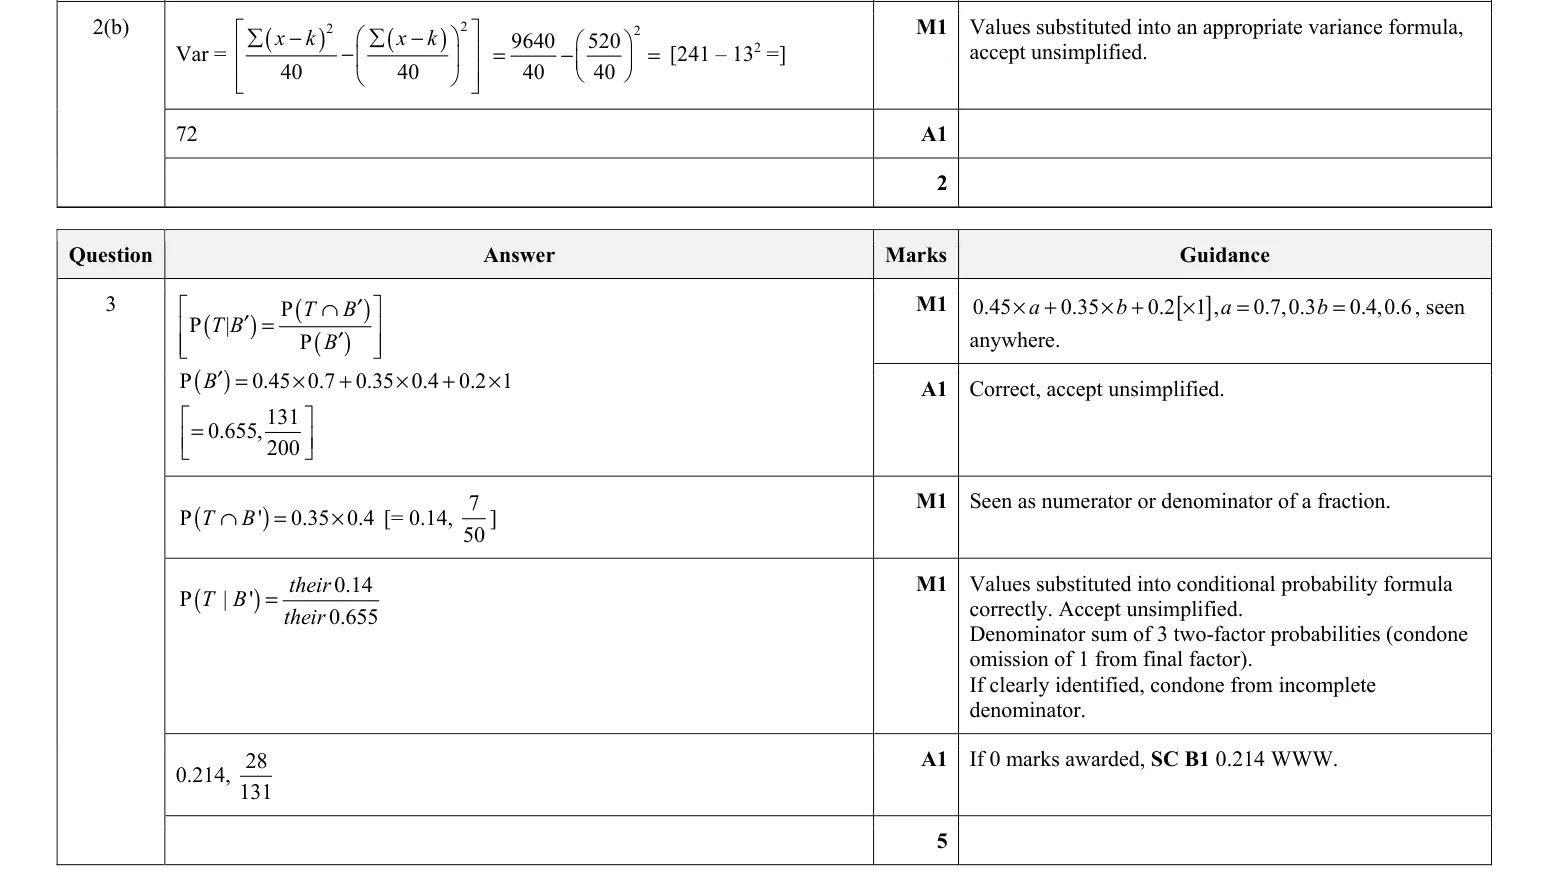 2(b)
Var = [ ∑(x − k)² / 40 − ( ∑(x − k) / 40 )² ] = 9640/40 − (520/40)² = [241 – 13² =]
M1
Values substituted into an appropriate variance formula,
accept unsimplified.
72
A1
2
Question Answer Marks Guidance
3
[ P(T|B′) = P(T ∩ B′) / P(B′) ]
P(B′) = 0.45×0.7 + 0.35×0.4 + 0.2×1
[ = 0.655, 131/200 ]
M1
0.45×a + 0.35×b + 0.2[×1], a = 0.7, 0.3 b = 0.4, 0.6, seen
anywhere.
A1
Correct, accept unsimplified.
P(T ∩ B') = 0.35×0.4 [= 0.14, 7/50]
M1
Seen as numerator or denominator of a fraction.
P(T | B') = their 0.14 / their 0.655
M1
Values substituted into conditional probability formula
correctly. Accept unsimplified.
Denominator sum of 3 two-factor probabilities (condone
omission of 1 from final factor).
If clearly identified, condone from incomplete
denominator.
0.214, 28/131
A1
If 0 marks awarded, SC B1 0.214 WWW.
5